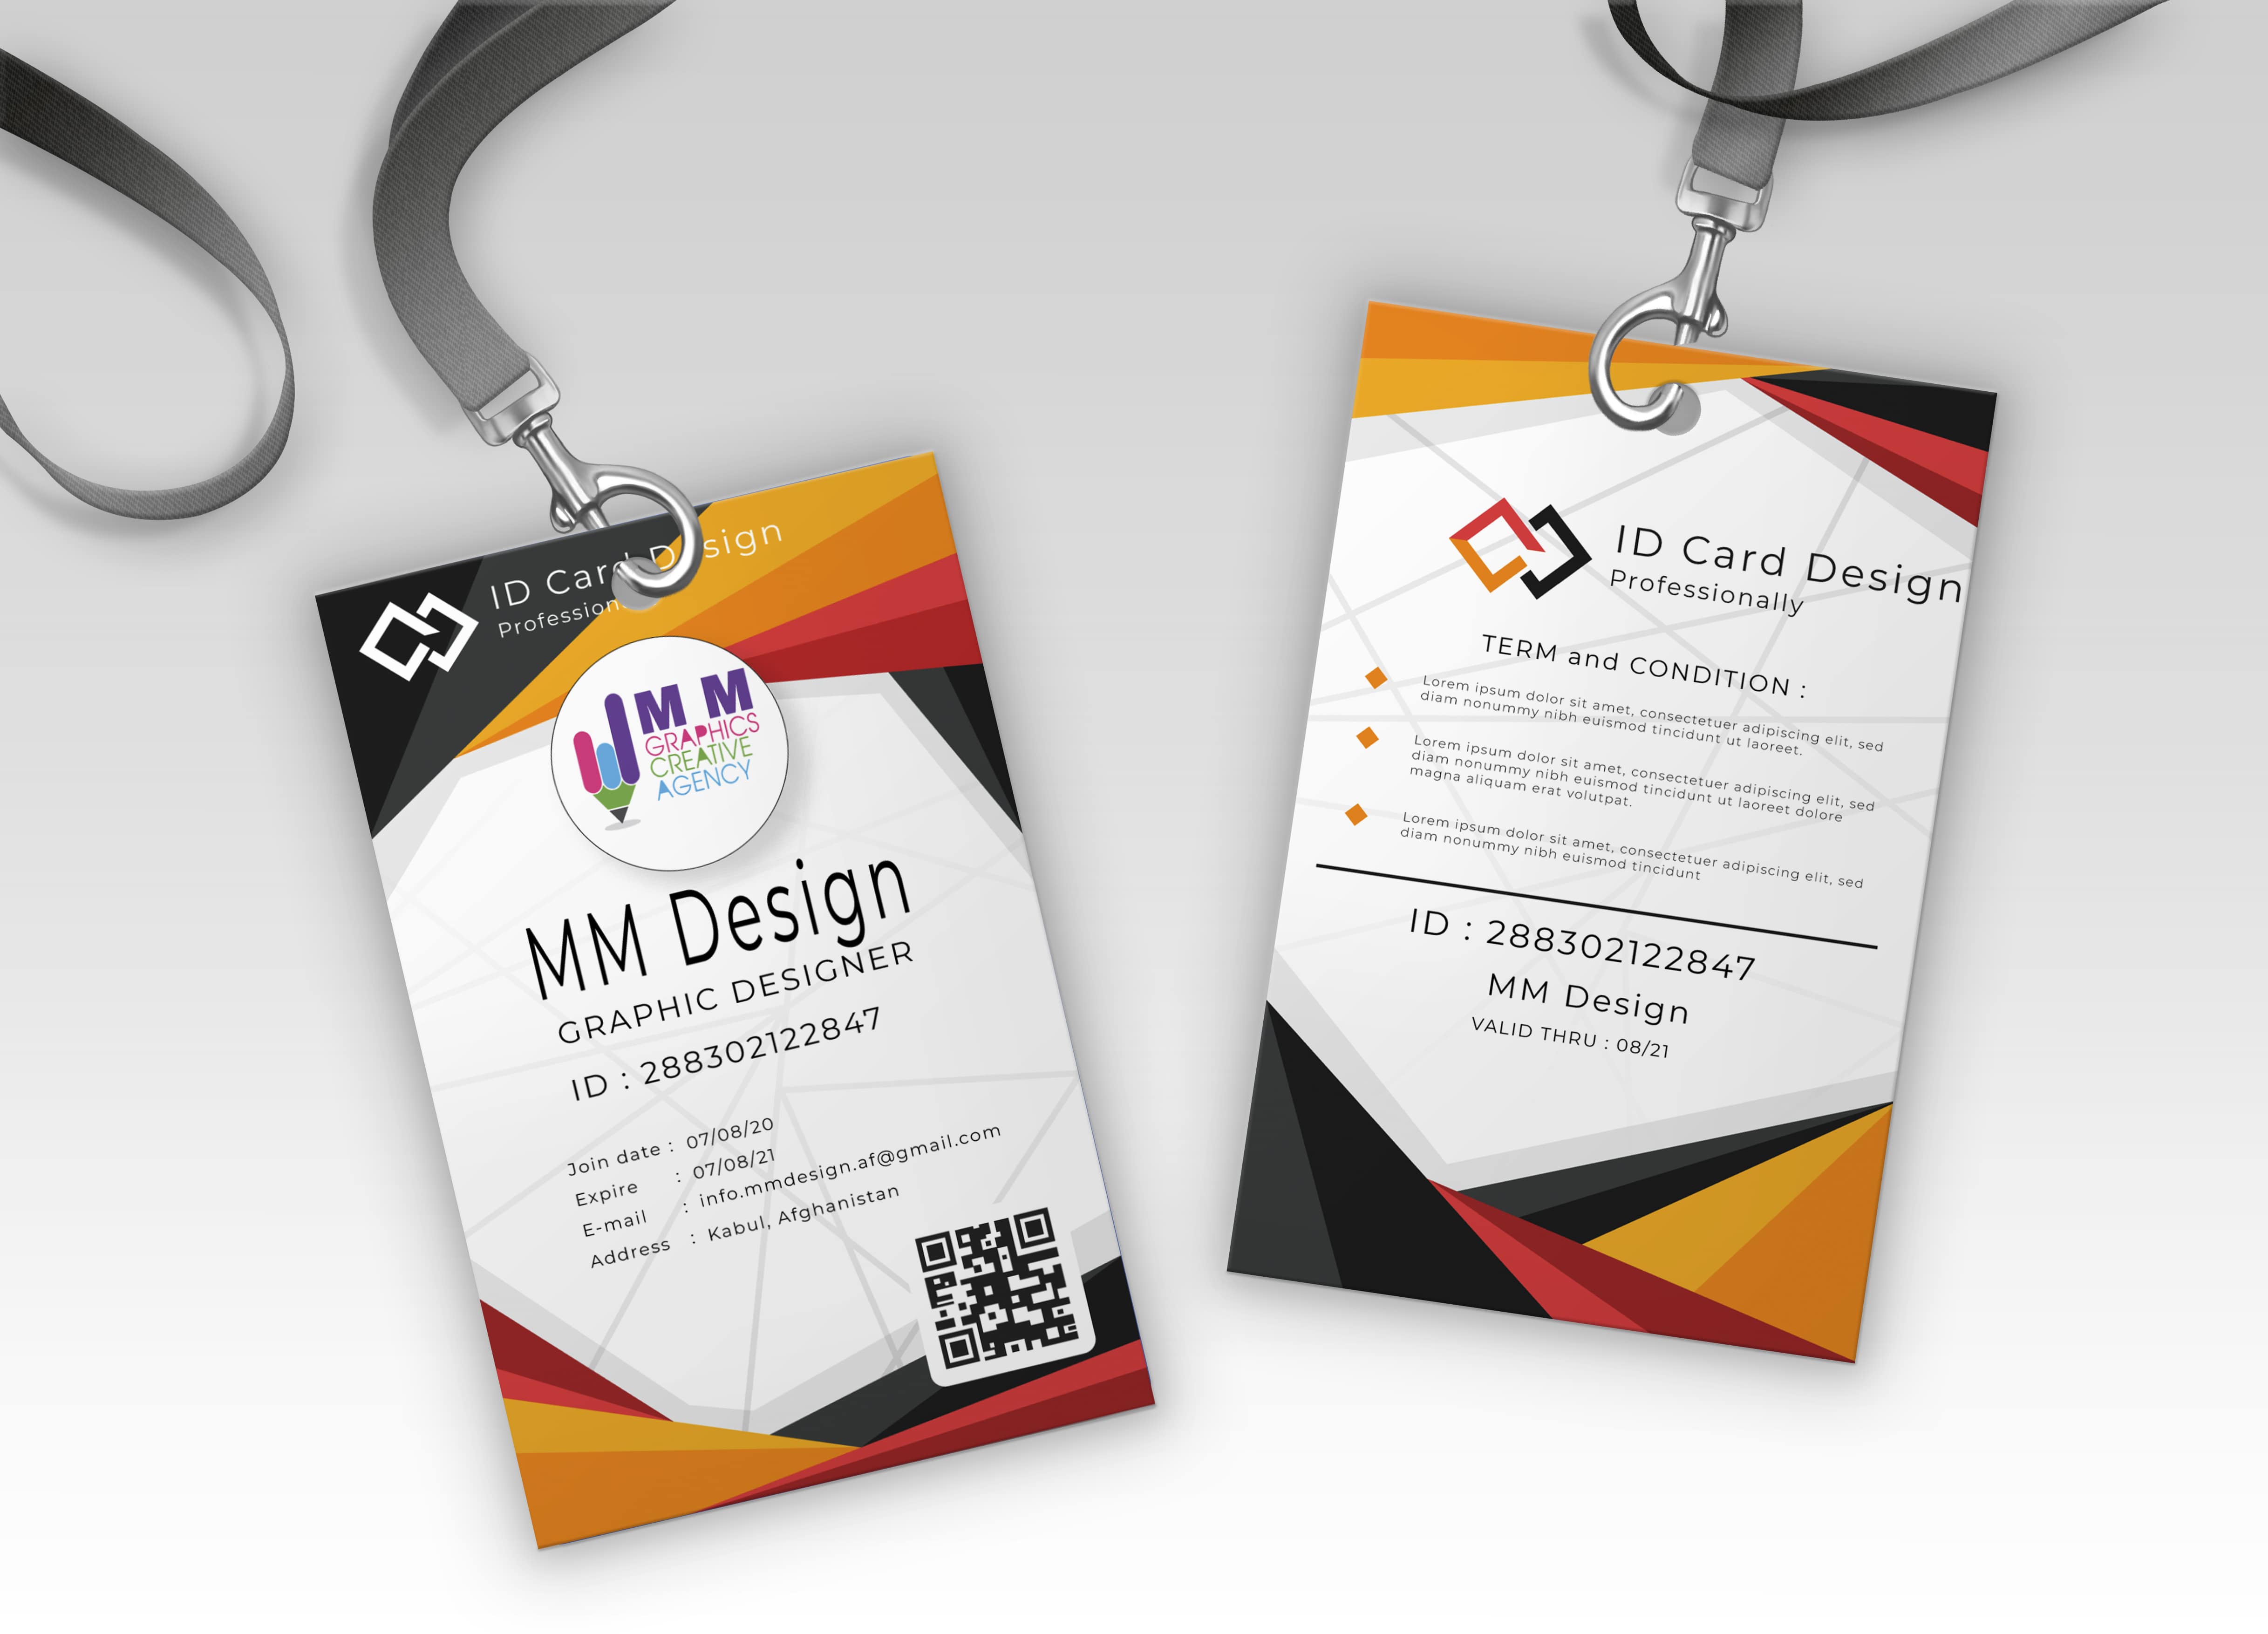 ID Card D sign
Profession
M M
GRAPHICS
CREATIVE
AGENCY
MM Design
GRAPHIC DESIGNER
ID : 288302122847
Join date : 07/08/20
Expire : 07/08/21
E-mail : info.mmdesign.af@gmail.com
Address : Kabul, Afghanistan
ID Card Design
Professionally
TERM and CONDITION :
Lorem ipsum dolor sit amet, consectetuer adipiscing elit, sed
diam nonummy nibh euismod tincidunt ut laoreet.
Lorem ipsum dolor sit amet, consectetuer adipiscing elit, sed
diam nonummy nibh euismod tincidunt ut laoreet dolore
magna aliquam erat volutpat.
Lorem ipsum dolor sit amet, consectetuer adipiscing elit, sed
diam nonummy nibh euismod tincidunt
ID : 288302122847
MM Design
VALID THRU : 08/21